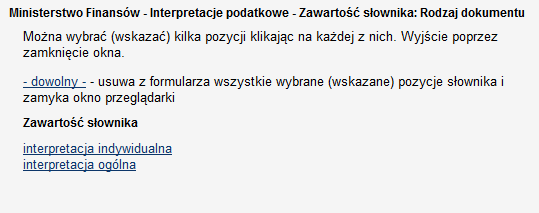 Ministerstwo Finansów - Interpretacje podatkowe - Zawartość słownika: Rodzaj dokumentu
Można wybrać (wskazać) kilka pozycji klikając na każdej z nich. Wyjście poprzez
zamknięcie okna.
- dowolny - - usuwa z formularza wszystkie wybrane (wskazane) pozycje słownika i
zamyka okno przeglądarki
Zawartość słownika
interpretacja indywidualna
interpretacja ogólna